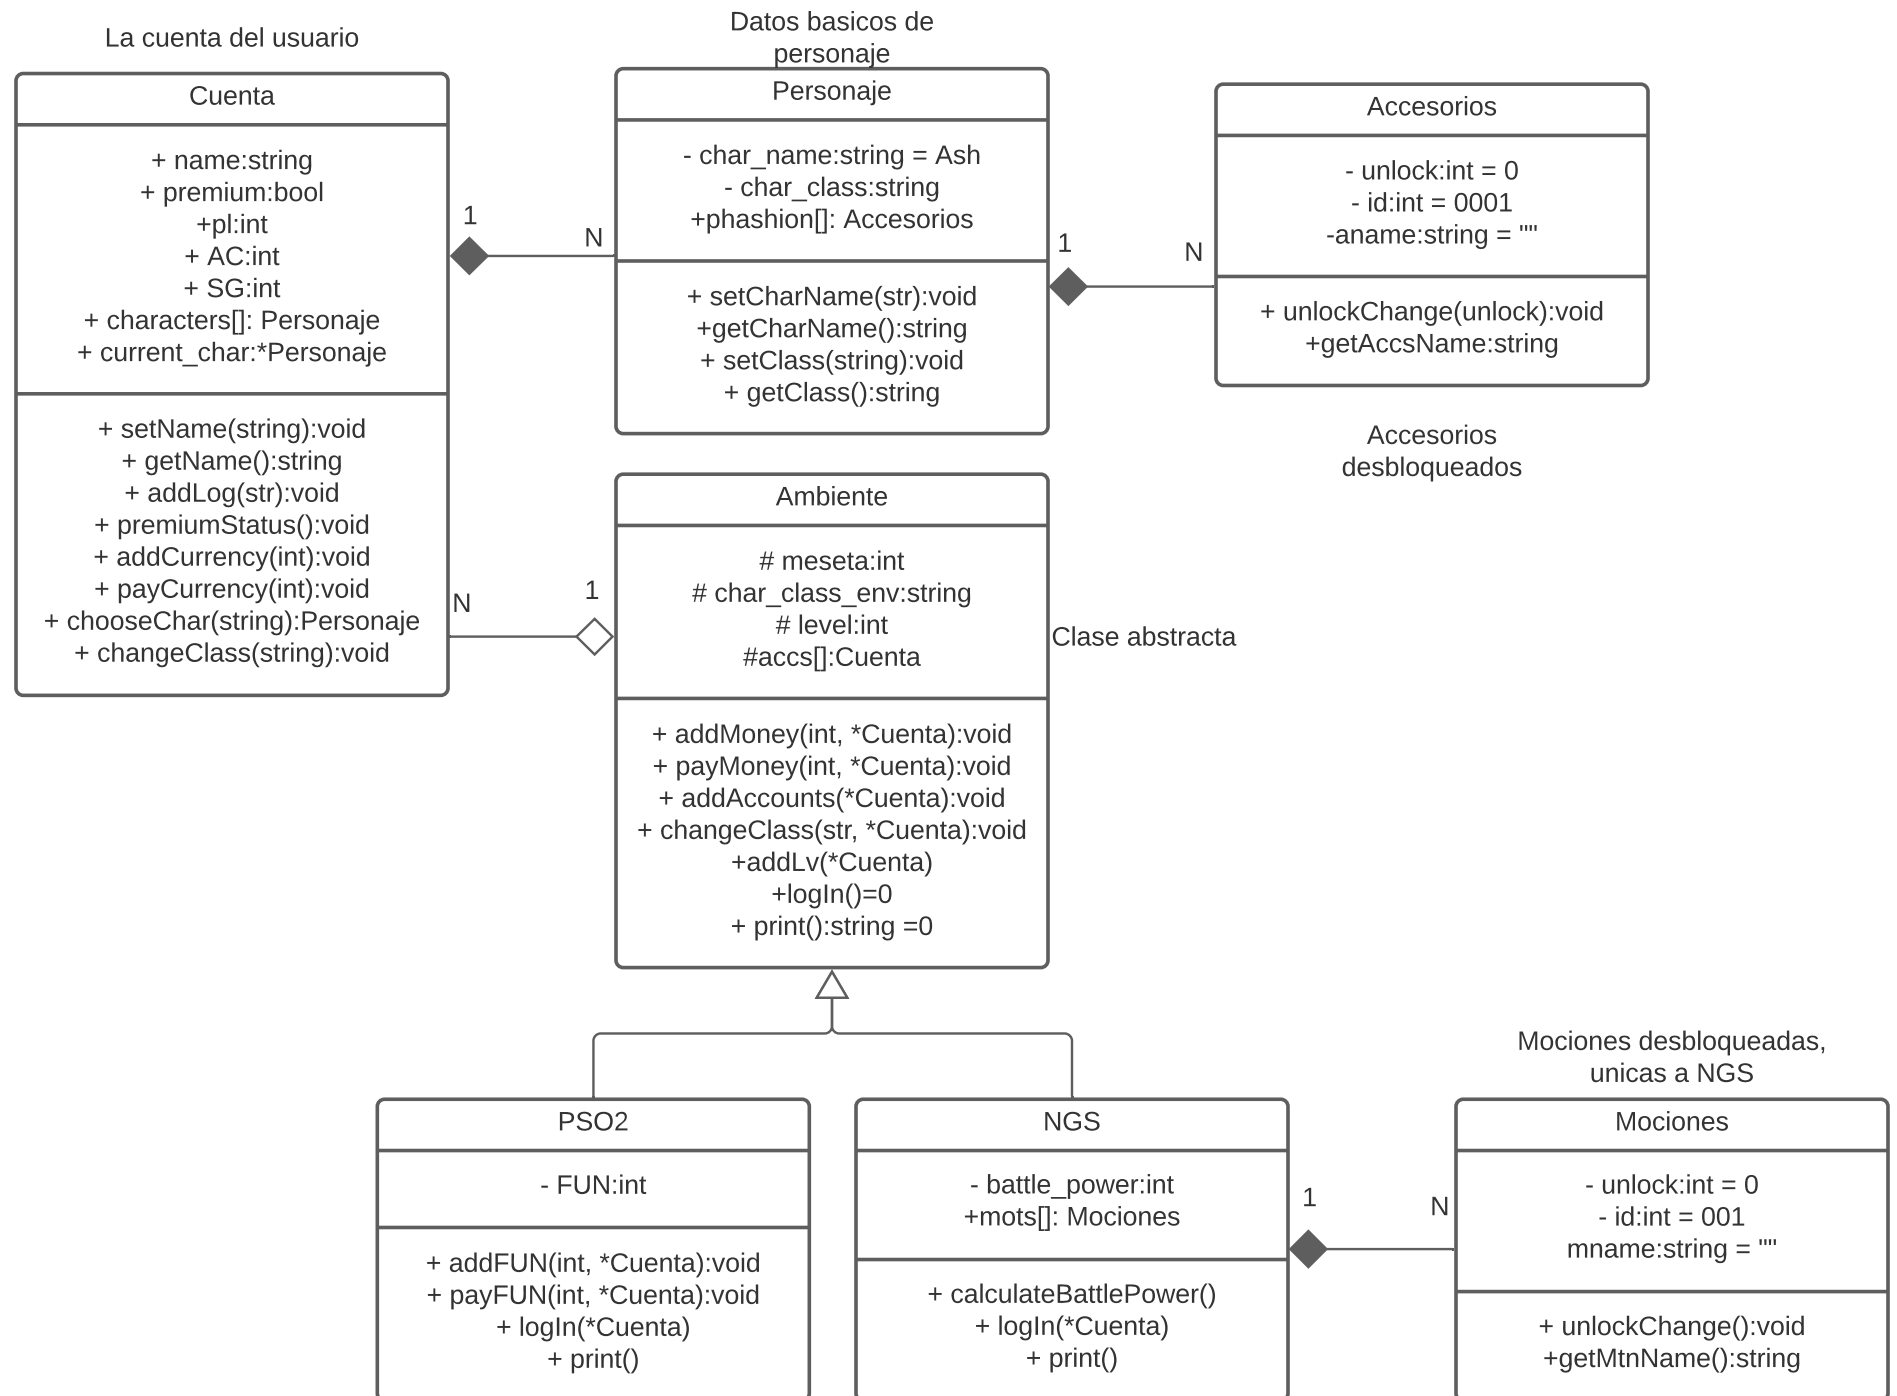 La cuenta del usuario
Cuenta
+ name:string
+ premium:bool
+pl:int
+ AC:int
+ SG:int
+ characters[]: Personaje
+ current_char:*Personaje
+ setName(string):void
+ getName():string
+ addLog(str):void
+ premiumStatus():void
+ addCurrency(int):void
+ payCurrency(int):void
+ chooseChar(string):Personaje
+ changeClass(string):void
1
N
Datos basicos de
personaje
Personaje
- char_name:string = Ash
- char_class:string
+phashion[]: Accesorios
+ setCharName(str):void
+getCharName():string
+ setClass(string):void
+ getClass():string
1
N
Accesorios
- unlock:int = 0
- id:int = 0001
-aname:string = ""
+ unlockChange(unlock):void
+getAccsName:string
Accesorios
desbloqueados
N
1
Ambiente
# meseta:int
# char_class_env:string
# level:int
#accs[]:Cuenta
+ addMoney(int, *Cuenta):void
+ payMoney(int, *Cuenta):void
+ addAccounts(*Cuenta):void
+ changeClass(str, *Cuenta):void
+addLv(*Cuenta)
+logIn()=0
+ print():string =0
Clase abstracta
PSO2
- FUN:int
+ addFUN(int, *Cuenta):void
+ payFUN(int, *Cuenta):void
+ logIn(*Cuenta)
+ print()
NGS
- battle_power:int
+mots[]: Mociones
+ calculateBattlePower()
+ logIn(*Cuenta)
+ print()
1
N
Mociones desbloqueadas,
unicas a NGS
Mociones
- unlock:int = 0
- id:int = 001
mname:string = ""
+ unlockChange():void
+getMtnName():string